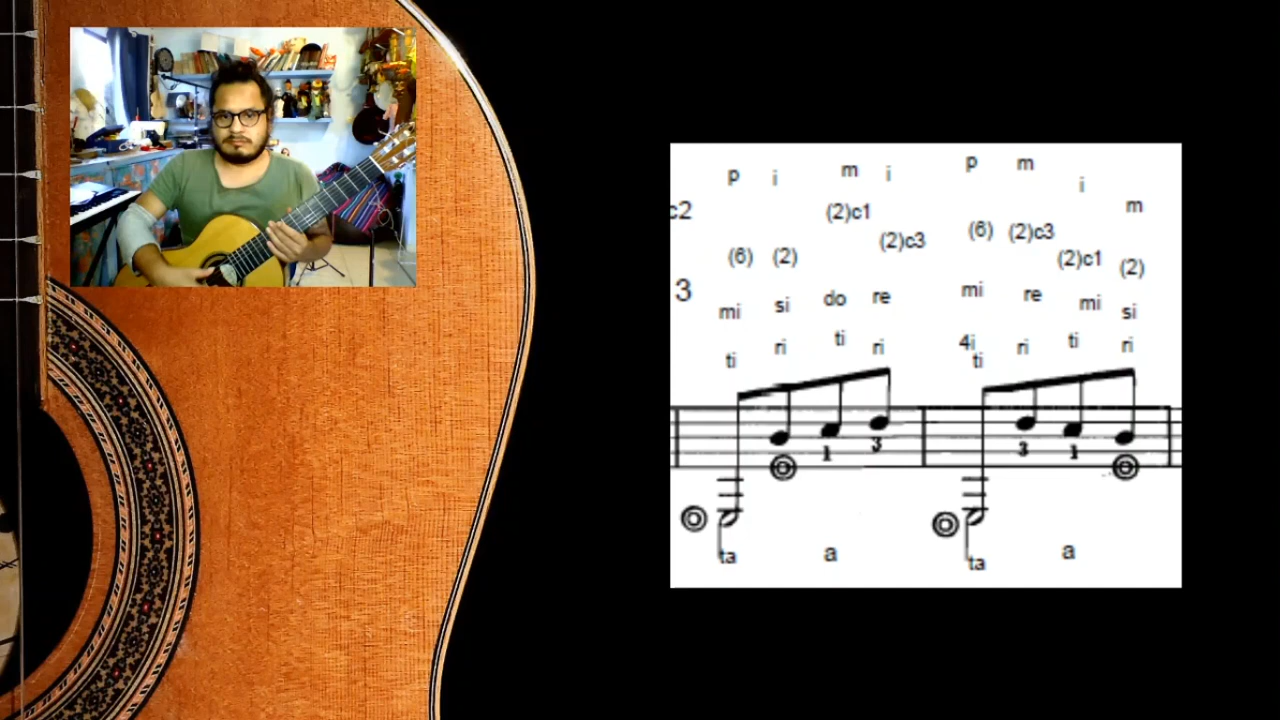 p i m i p m i m
c2 (6) (2) (2)c1 (2)c3 (6) (2)c3 (2)c1 (2)
3 mi si do re mi re mi si
ti ri ti ri 4i ti ri ti ri
1 3 3 1
ta a ta a